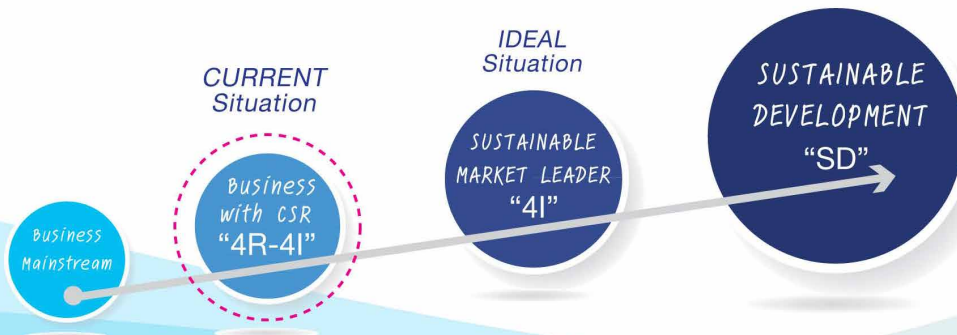 Business
Mainstream
CURRENT
Situation
Business
with CSR
“4R-4I”
IDEAL
Situation
SUSTAINABLE
MARKET LEADER
“4I”
SUSTAINABLE
DEVELOPMENT
“SD”